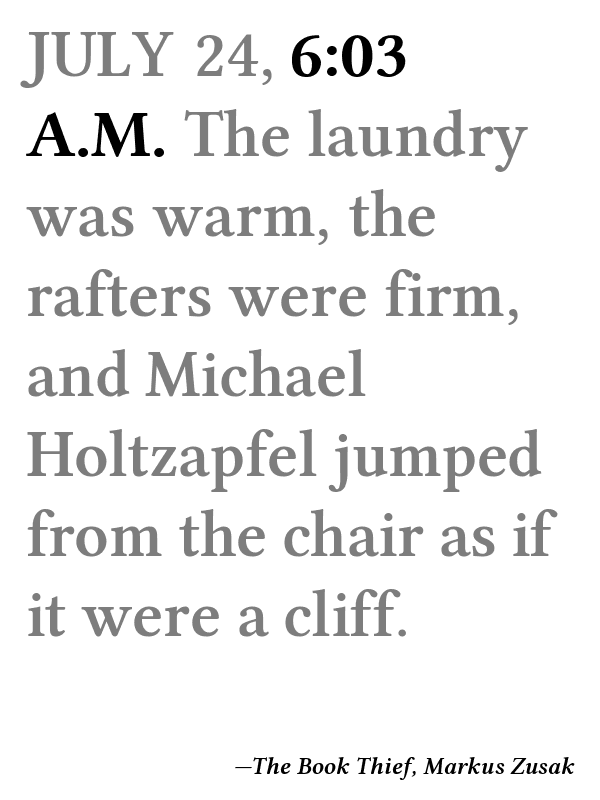 JULY 24, 6:03
A.M. The laundry
was warm, the
rafters were firm,
and Michael
Holtzapfel jumped
from the chair as if
it were a cliff.
—The Book Thief, Markus Zusak